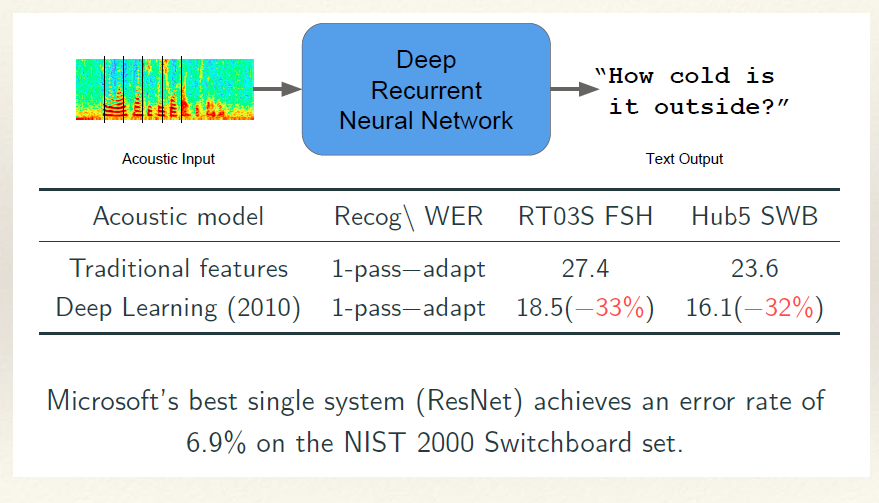 Deep
Recurrent
Neural Network
“How cold is
it outside?”
Acoustic Input
Text Output
Acoustic model Recog\ WER RT03S FSH Hub5 SWB
Traditional features 1-pass−adapt 27.4 23.6
Deep Learning (2010) 1-pass−adapt 18.5(−33%) 16.1(−32%)
Microsoft's best single system (ResNet) achieves an error rate of
6.9% on the NIST 2000 Switchboard set.